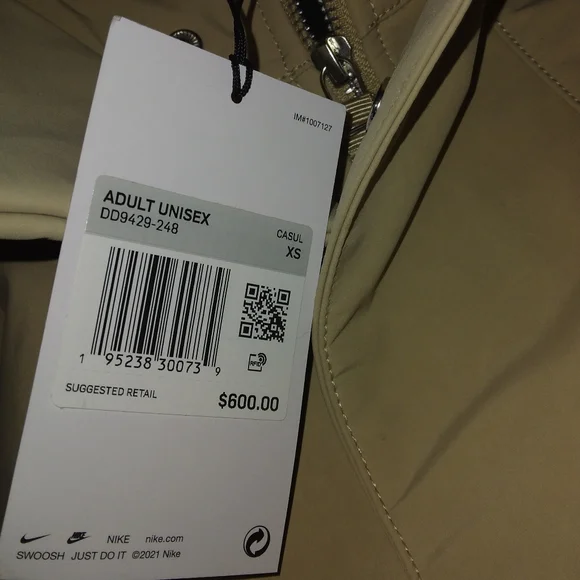 IM#1007127
ADULT UNISEX
DD9429-248
CASUL
XS
1 95238 30073 9
RFID
SUGGESTED RETAIL
$600.00
NIKE nike.com
SWOOSH JUST DO IT ©2021 Nike